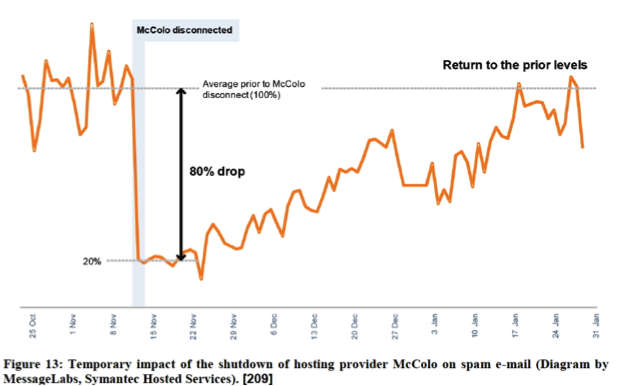 McColo disconnected
Return to the prior levels
Average prior to McColo
disconnect (100%)
80% drop
20%
25 Oct
1 Nov
8 Nov
15 Nov
22 Nov
29 Nov
6 Dec
13 Dec
20 Dec
27 Dec
3 Jan
10 Jan
17 Jan
24 Jan
31 Jan
Figure 13: Temporary impact of the shutdown of hosting provider McColo on spam e-mail (Diagram by
MessageLabs, Symantec Hosted Services). [209]